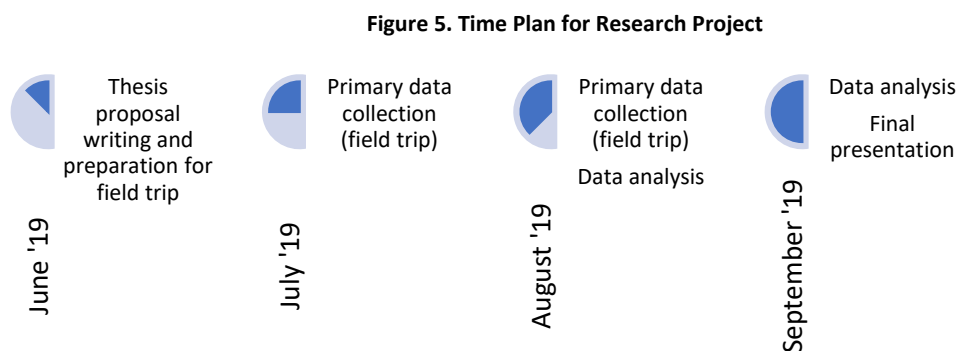 Figure 5. Time Plan for Research Project
June '19
Thesis
proposal
writing and
preparation for
field trip
July '19
Primary data
collection
(field trip)
August '19
Primary data
collection
(field trip)
Data analysis
September '19
Data analysis
Final
presentation